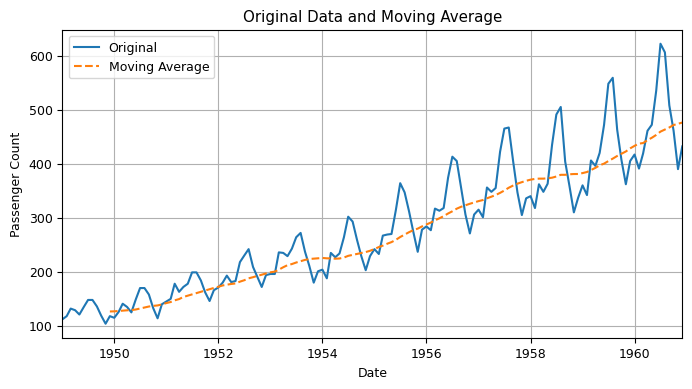 Original Data and Moving Average
Original
Moving Average
Passenger Count
600
500
400
300
200
100
1950 1952 1954 1956 1958 1960
Date